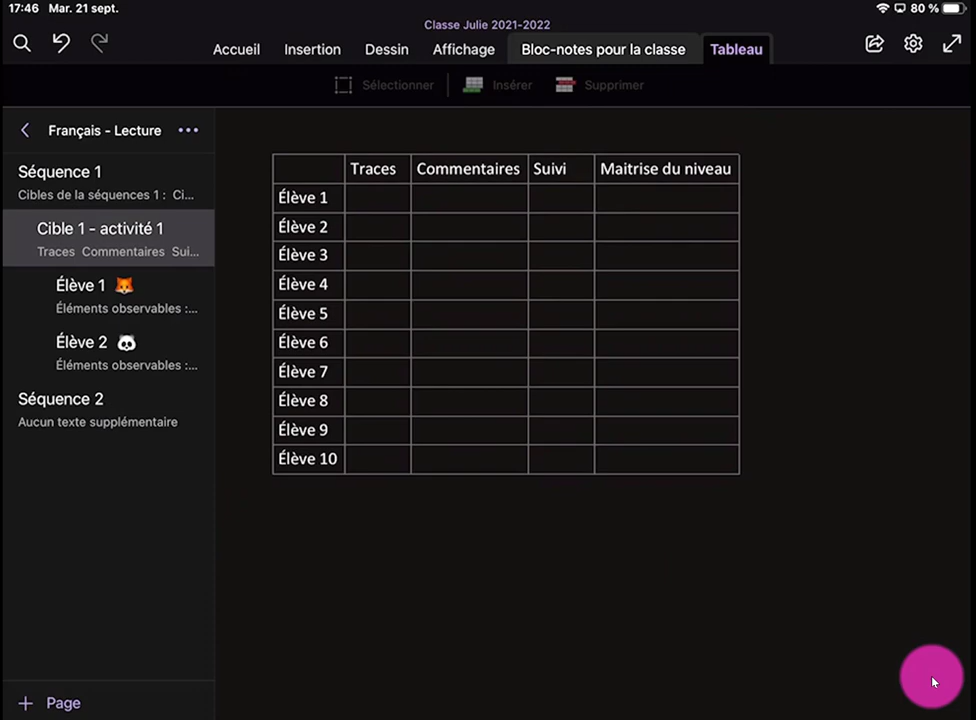 17:46 Mar. 21 sept.
80 %
Classe Julie 2021-2022
Accueil Insertion Dessin Affichage Bloc-notes pour la classe Tableau
Sélectionner Insérer Supprimer
Français - Lecture
Séquence 1
Cibles de la séquences 1 : Ci...
Cible 1 - activité 1
Traces Commentaires Sui...
Élève 1
Éléments observables :...
Élève 2
Éléments observables :...
Séquence 2
Aucun texte supplémentaire
Page
Traces Commentaires Suivi Maitrise du niveau
Élève 1
Élève 2
Élève 3
Élève 4
Élève 5
Élève 6
Élève 7
Élève 8
Élève 9
Élève 10